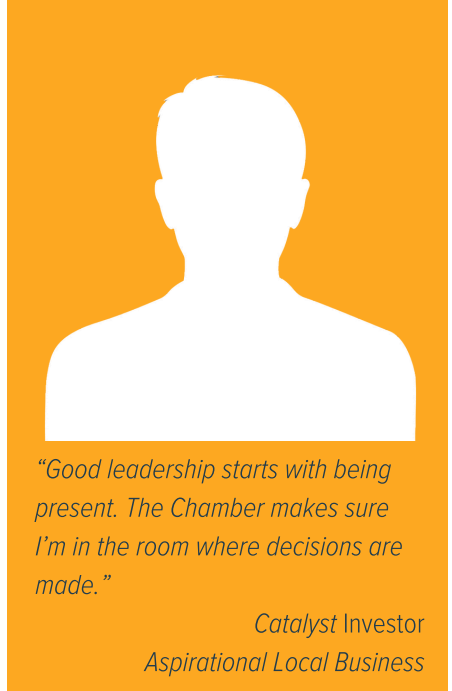 “Good leadership starts with being
present. The Chamber makes sure
I’m in the room where decisions are
made.”
Catalyst Investor
Aspirational Local Business